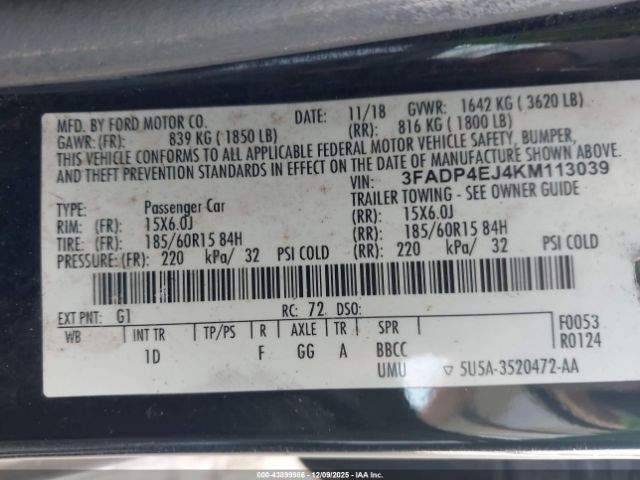 MFD. BY FORD MOTOR CO. DATE: 11/18 GVWR: 1642 KG ( 3620 LB)
GAWR: (FR): 839 KG ( 1850 LB) (RR): 816 KG ( 1800 LB)
THIS VEHICLE CONFORMS TO ALL APPLICABLE FEDERAL MOTOR VEHICLE SAFETY, BUMPER,
AND THEFT PREVENTION STANDARDS IN EFFECT ON THE DATE OF MANUFACTURE SHOWN ABOVE.
VIN: 3FADP4EJ4KM113039
TYPE: Passenger Car TRAILER TOWING - SEE OWNER GUIDE
RIM: (FR): 15X6.0J (RR): 15X6.0J
TIRE: (FR): 185/60R15 84H (RR): 185/60R15 84H
PRESSURE: (FR): 220 kPa/ 32 PSI COLD (RR): 220 kPa/ 32 PSI COLD
EXT PNT: G1 RC: 72 DSO:
WB INT TR TP/PS R AXLE TR SPR F0053
1D F GG A BBCC R0124
UMU ▽ 5U5A-3520472-AA
000-43899986 - 12/09/2025 - IAAI.COM